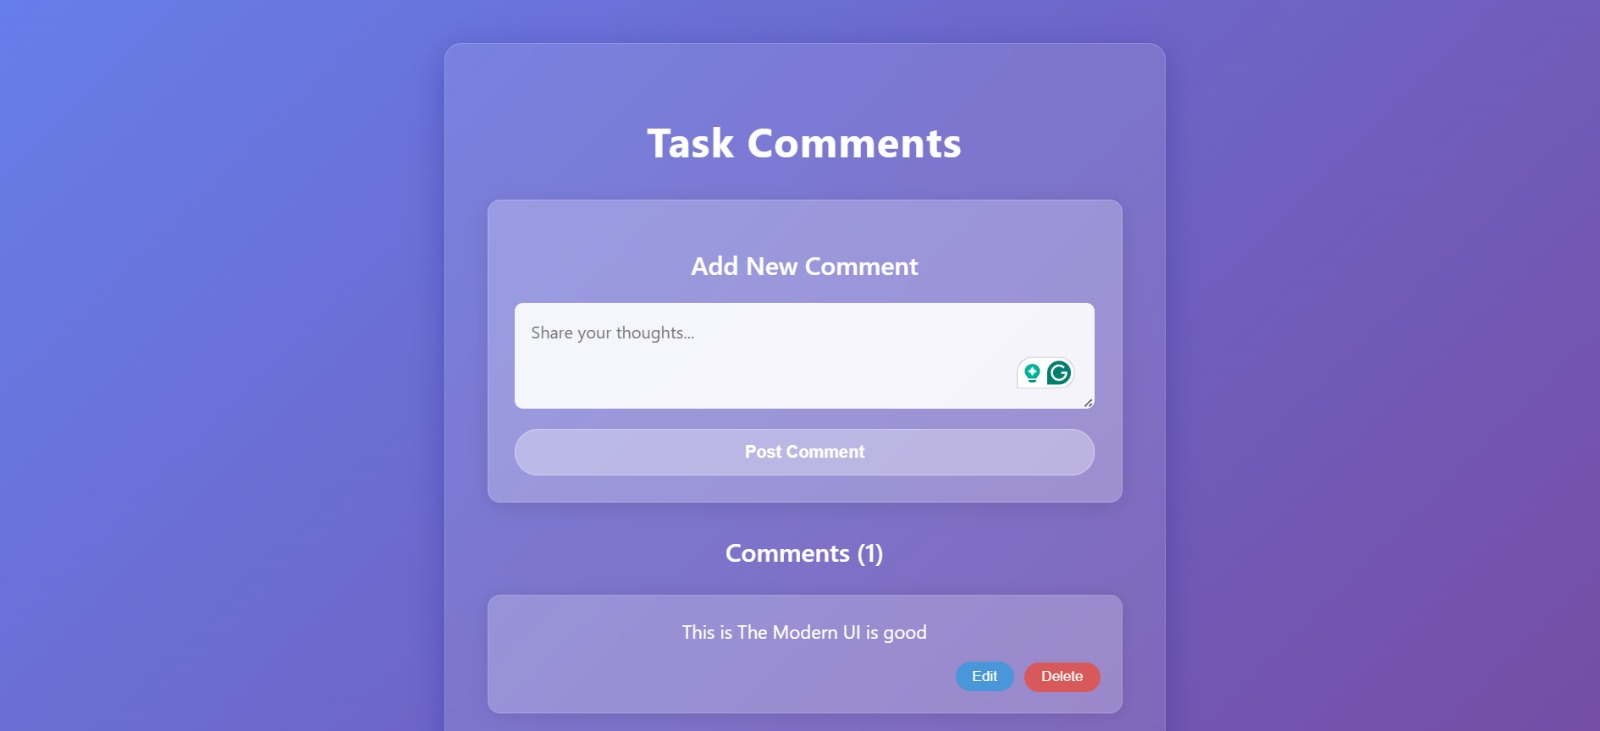 Task Comments
Add New Comment
Share your thoughts...
Post Comment
Comments (1)
This is The Modern UI is good
Edit Delete